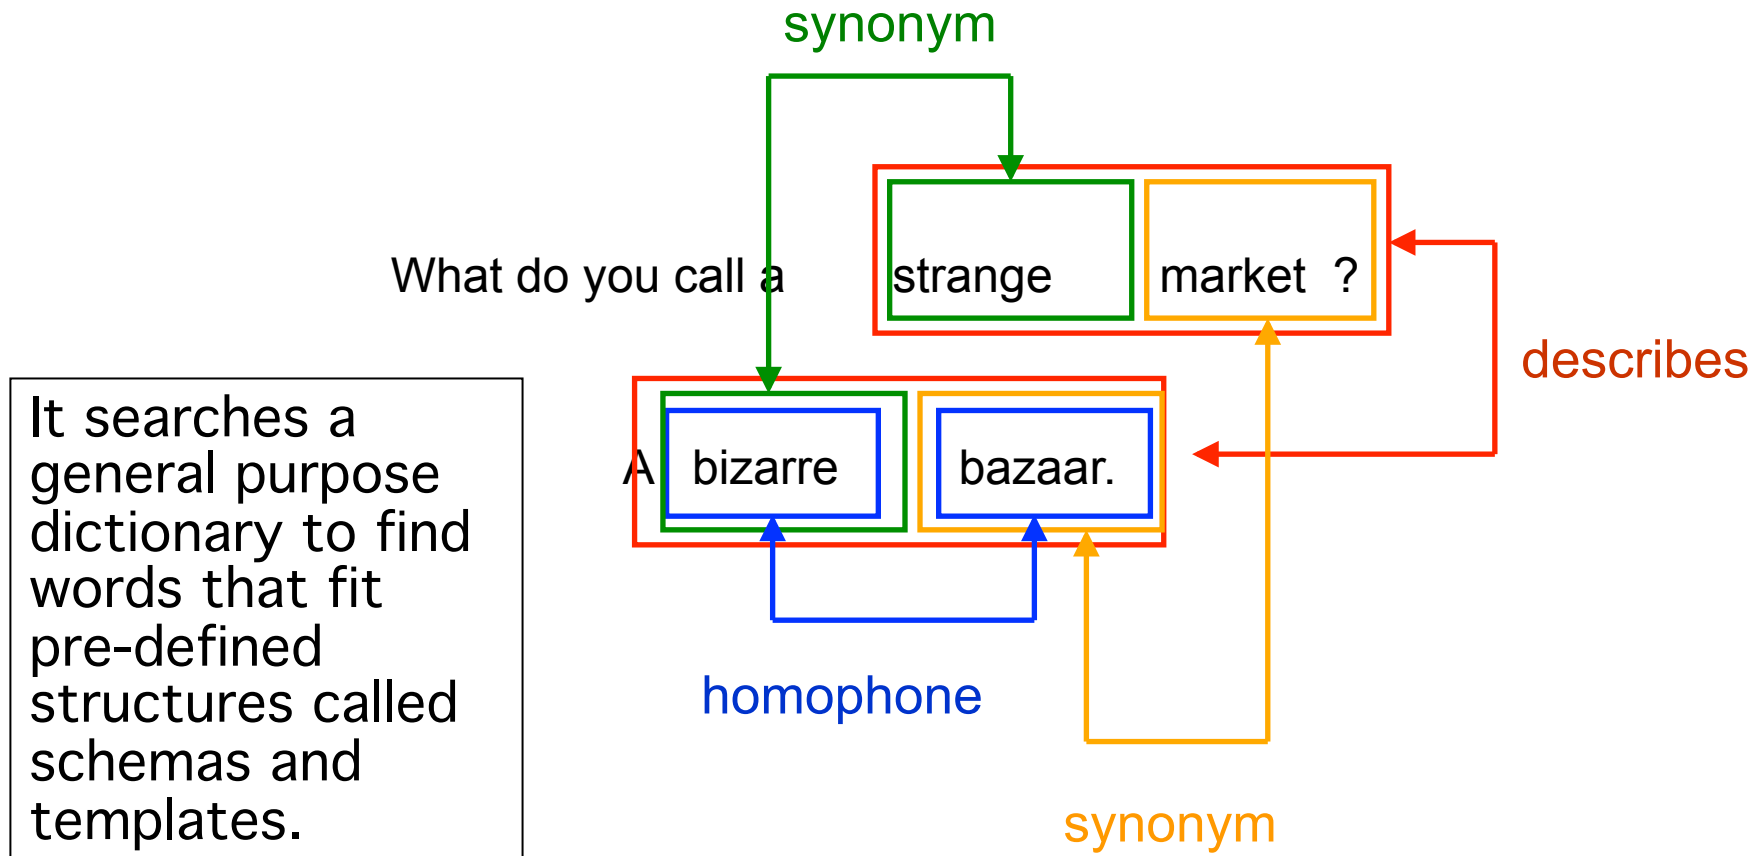 synonym
What do you call a strange market ?
describes
A bizarre bazaar.
It searches a
general purpose
dictionary to find
words that fit
pre-defined
structures called
schemas and
templates.
homophone
synonym